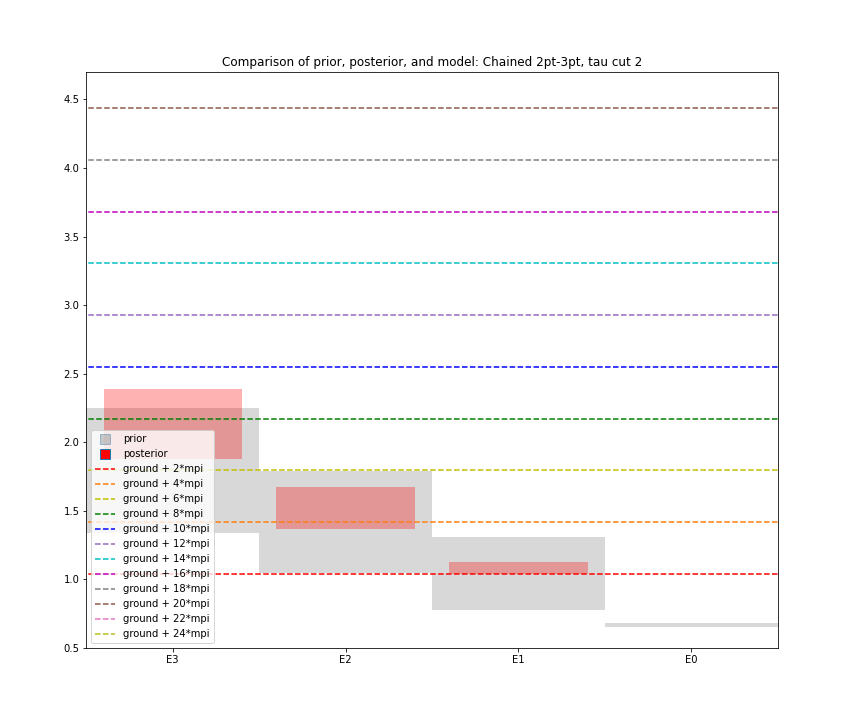 Comparison of prior, posterior, and model: Chained 2pt-3pt, tau cut 2
4.5
4.0
3.5
3.0
2.5
2.0
1.5
1.0
0.5
prior
posterior
ground + 2*mpi
ground + 4*mpi
ground + 6*mpi
ground + 8*mpi
ground + 10*mpi
ground + 12*mpi
ground + 14*mpi
ground + 16*mpi
ground + 18*mpi
ground + 20*mpi
ground + 22*mpi
ground + 24*mpi
E3 E2 E1 E0